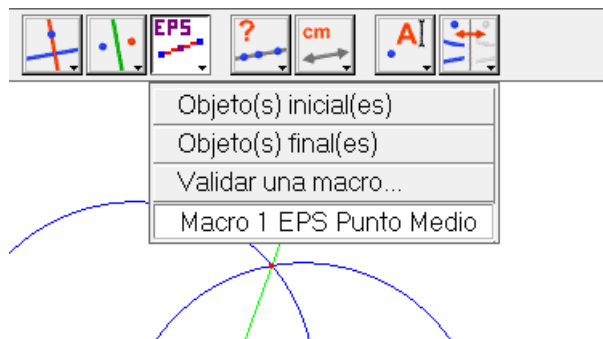 EPS ? cm A
Objeto(s) inicial(es)
Objeto(s) final(es)
Validar una macro...
Macro 1 EPS Punto Medio